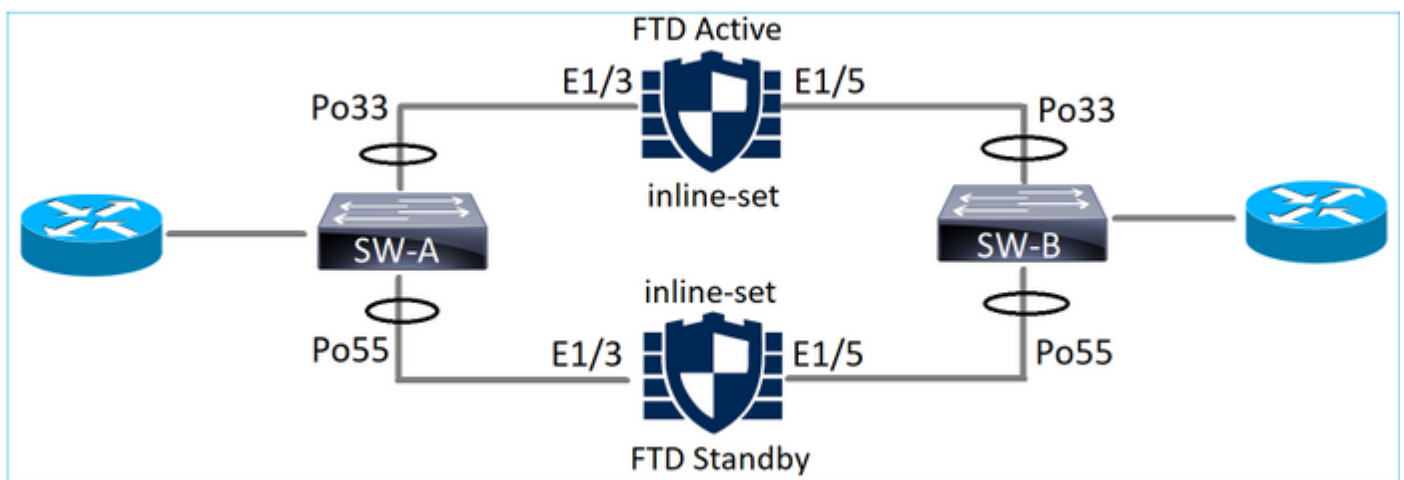 FTD Active
E1/3
E1/5
Po33
Po33
inline-set
SW-A
SW-B
inline-set
Po55
E1/3
E1/5
Po55
FTD Standby